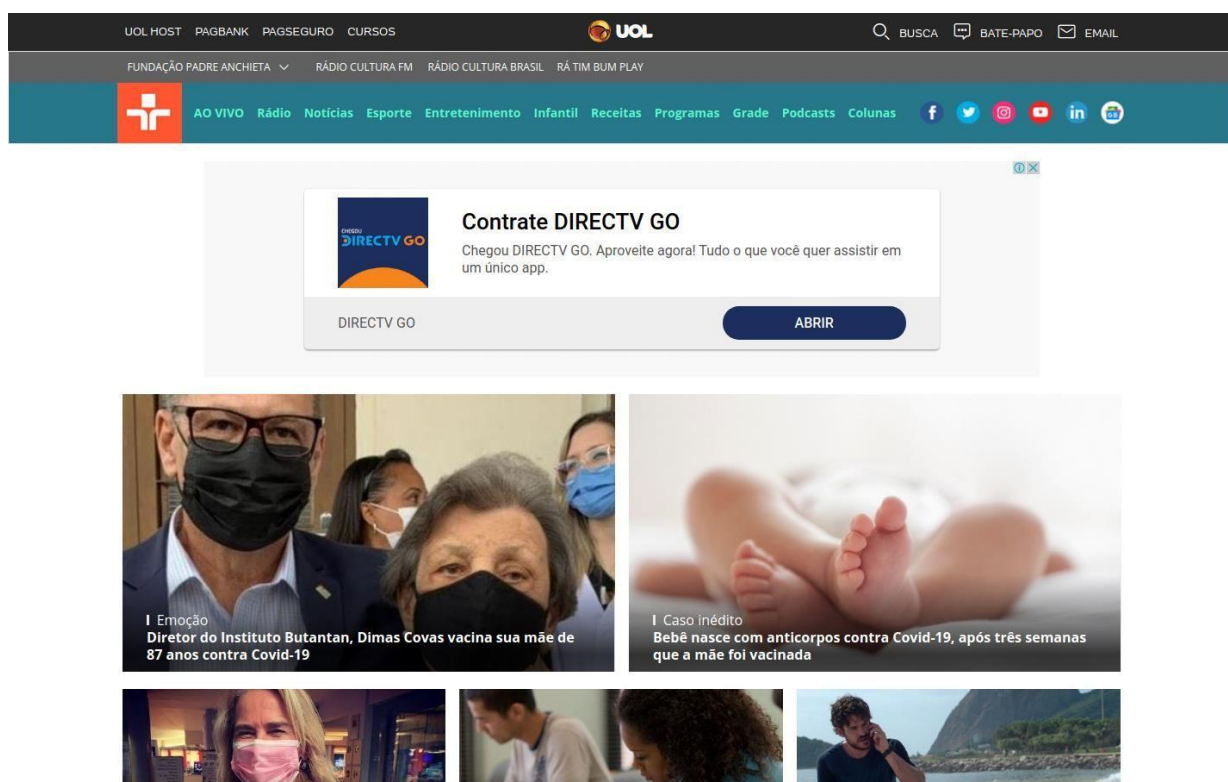 UOL HOST PAGBANK PAGSEGURO CURSOS UOL BUSCA BATE-PAPO EMAIL
FUNDAÇÃO PADRE ANCHIETA RÁDIO CULTURA FM RÁDIO CULTURA BRASIL RÁ TIM BUM PLAY
AO VIVO Rádio Notícias Esporte Entretenimento Infantil Receitas Programas Grade Podcasts Colunas
CHEGOU
DIRECTV GO
Contrate DIRECTV GO
Chegou DIRECTV GO. Aproveite agora! Tudo o que você quer assistir em
um único app.
DIRECTV GO ABRIR
Emoção
Diretor do Instituto Butantan, Dimas Covas vacina sua mãe de
87 anos contra Covid-19
Caso inédito
Bebê nasce com anticorpos contra Covid-19, após três semanas
que a mãe foi vacinada